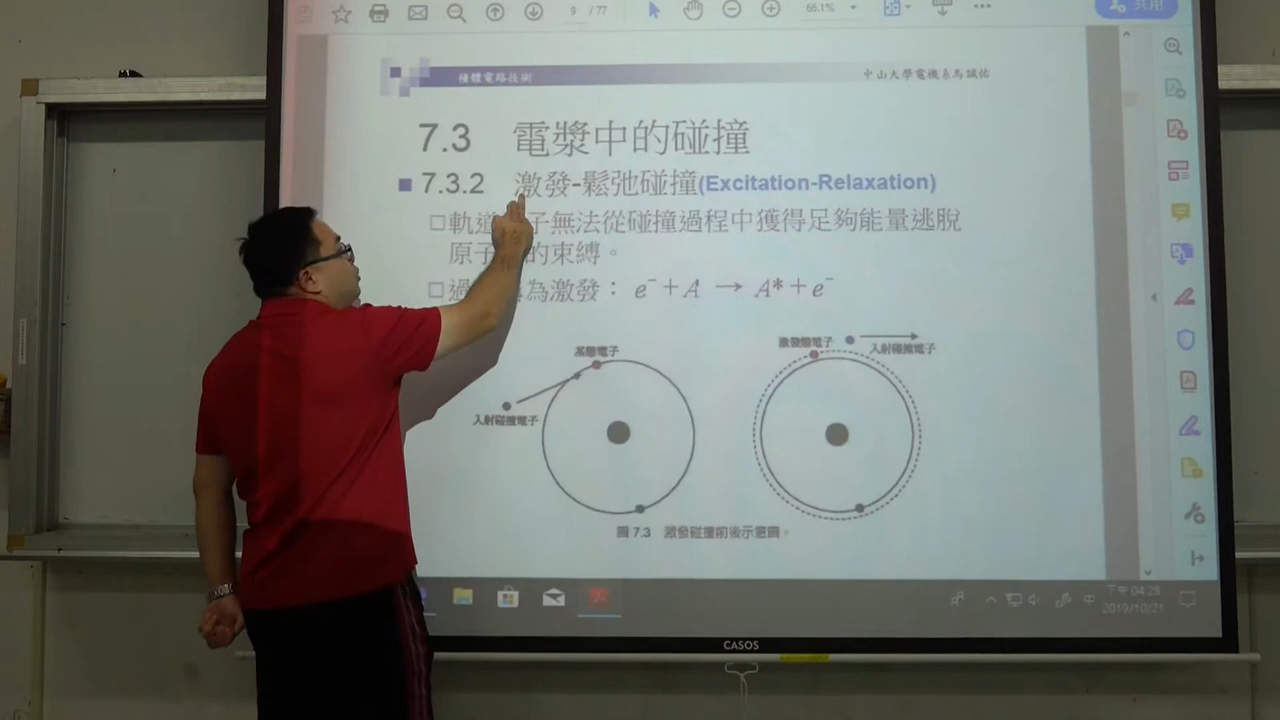 9 / 77
66.1%
共用
積體電路技術
中山大學電機系馬誠佑
7.3 電漿中的碰撞
7.3.2 激發-鬆弛碰撞(Excitation-Relaxation)
軌道 子無法從碰撞過程中獲得足夠能量逃脫
原子 的束縛。
過 為激發： e⁻+A → A*+e⁻
基態電子
入射碰撞電子
激發態電子
入射碰撞電子
圖 7.3 激發碰撞前後示意圖。
中
下午 04:28
2019/10/21
CASOS